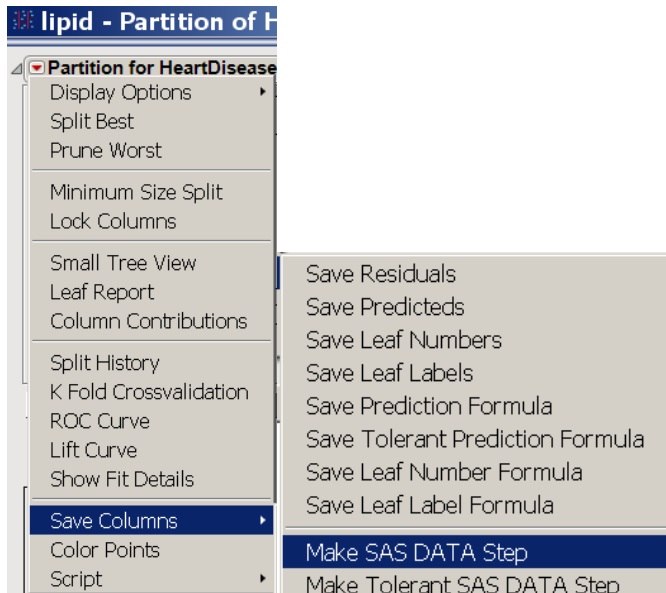 lipid - Partition of H
Partition for HeartDisease
Display Options
Split Best
Prune Worst
Minimum Size Split
Lock Columns
Small Tree View
Leaf Report
Column Contributions
Split History
K Fold Crossvalidation
ROC Curve
Lift Curve
Show Fit Details
Save Columns
Color Points
Script
Save Residuals
Save Predicteds
Save Leaf Numbers
Save Leaf Labels
Save Prediction Formula
Save Tolerant Prediction Formula
Save Leaf Number Formula
Save Leaf Label Formula
Make SAS DATA Step
Make Tolerant SAS DATA Step